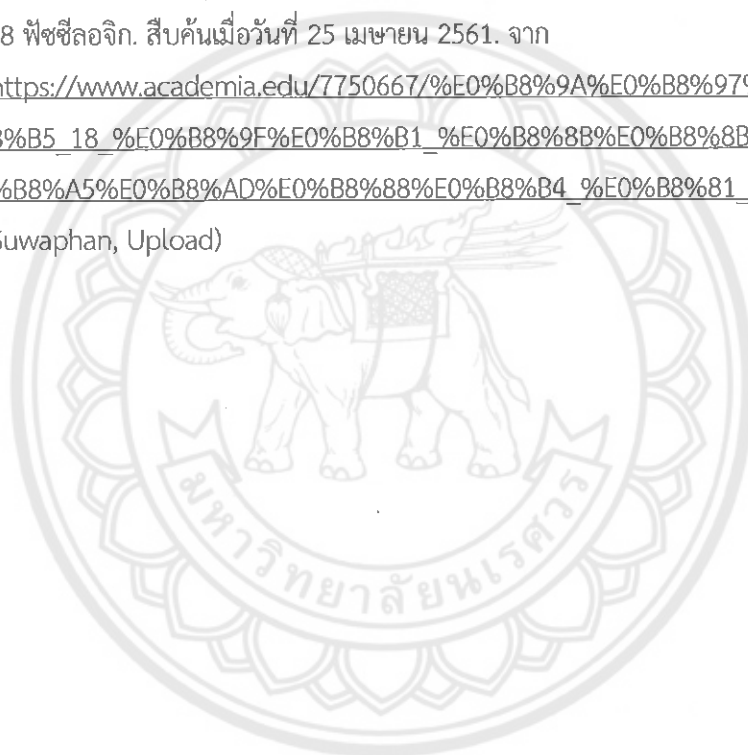 8 ฟัซซีลอจิก. สืบค้นเมื่อวันที่ 25 เมษายน 2561. จาก
https://www.academia.edu/7750667/%E0%B8%9A%E0%B8%97%
%B5_18_%E0%B8%9F%E0%B8%B1_%E0%B8%8B%E0%B8%8B
%B8%A5%E0%B8%AD%E0%B8%88%E0%B8%B4_%E0%B8%81_
Suwaphan, Upload)
มหาวิทยาลัยนเรศวร